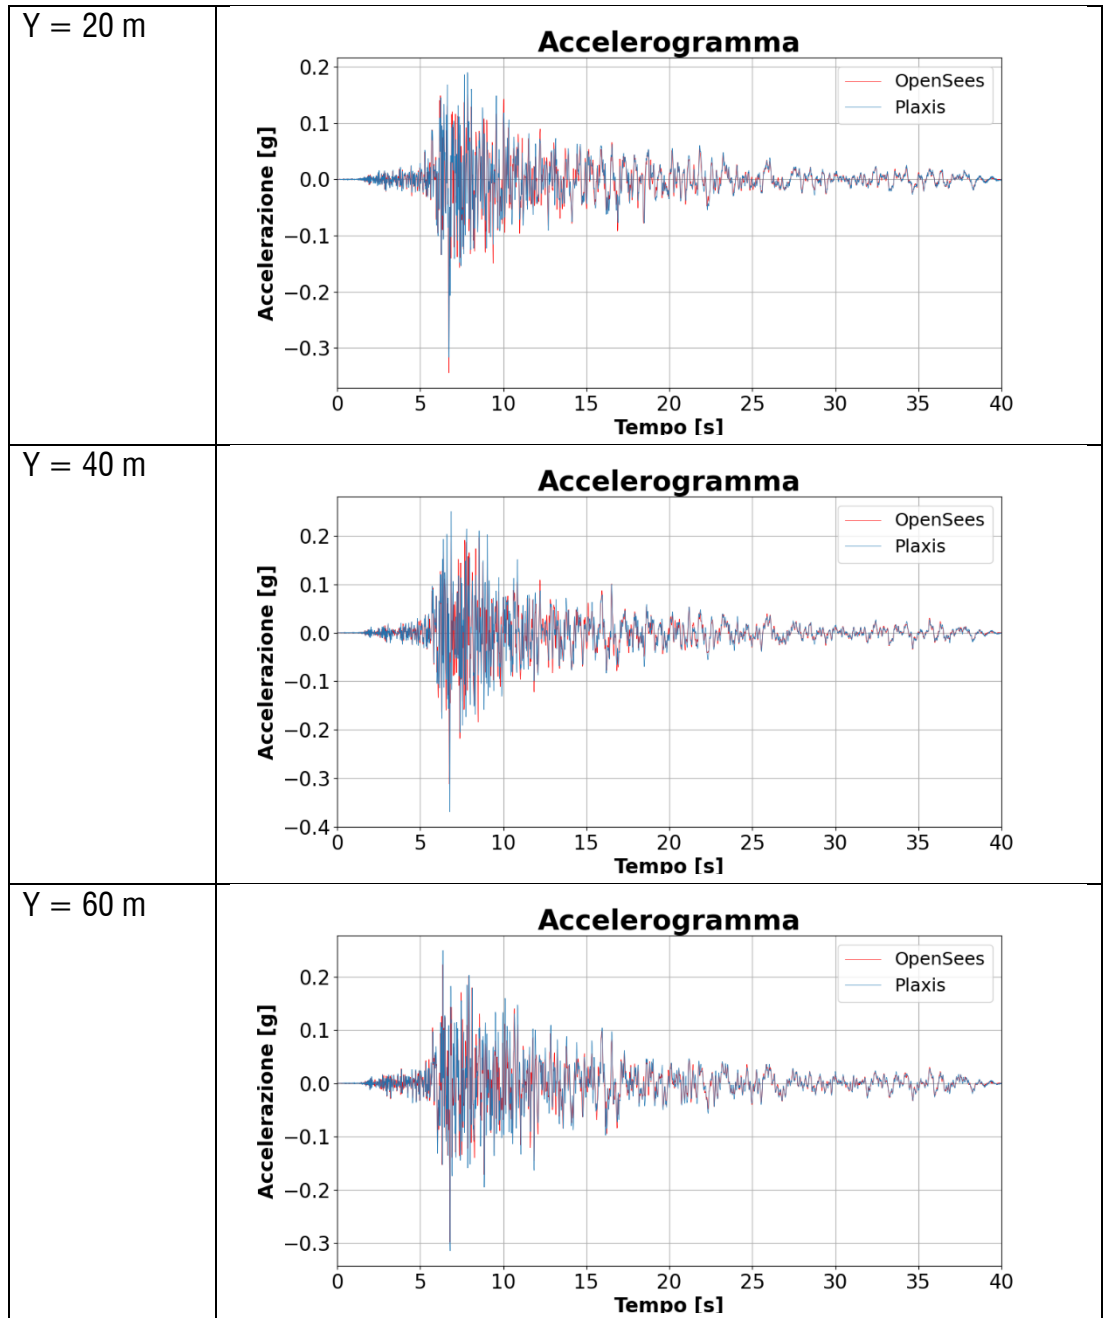 Y = 20 m
Accelerogramma
Accelerazione [g]
0.2
0.1
0.0
−0.1
−0.2
−0.3
OpenSees
Plaxis
0 5 10 15 20 25 30 35 40
Tempo [s]
Y = 40 m
Accelerogramma
Accelerazione [g]
0.2
0.1
0.0
−0.1
−0.2
−0.3
−0.4
OpenSees
Plaxis
0 5 10 15 20 25 30 35 40
Tempo [s]
Y = 60 m
Accelerogramma
Accelerazione [g]
0.2
0.1
0.0
−0.1
−0.2
−0.3
OpenSees
Plaxis
0 5 10 15 20 25 30 35 40
Tempo [s]